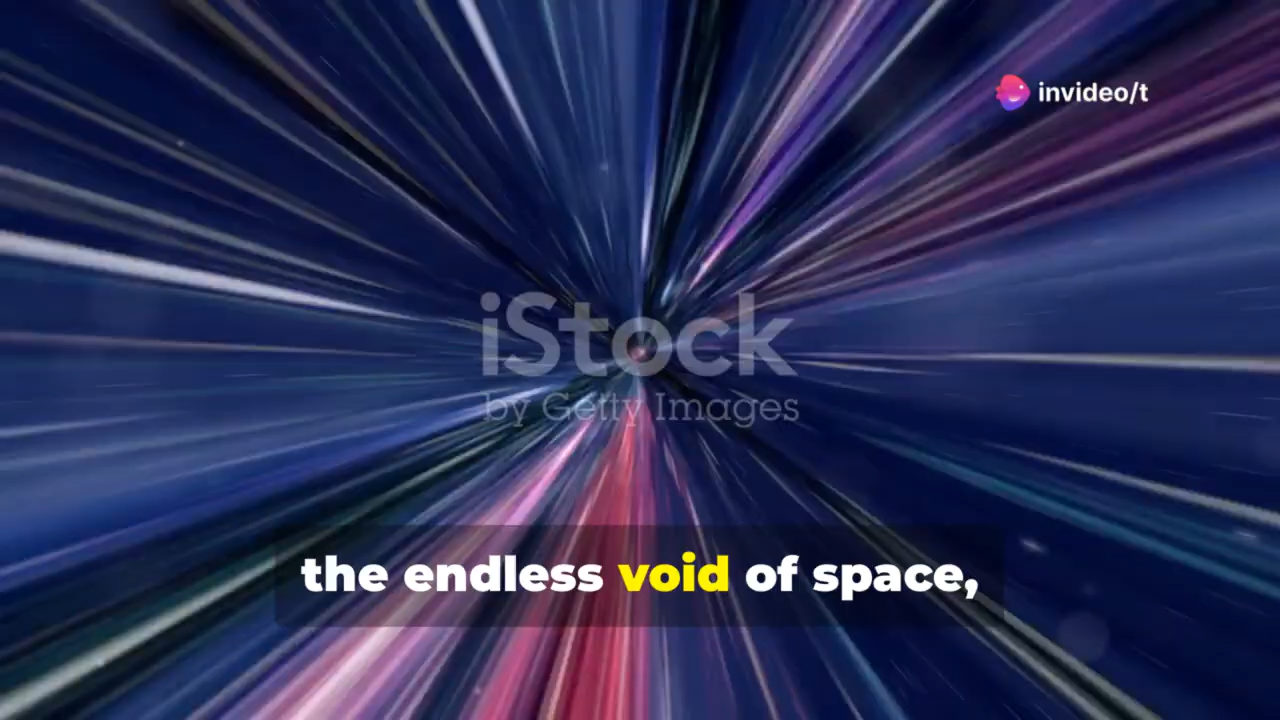 invideo/t
iStock
by Getty Images
the endless void of space,